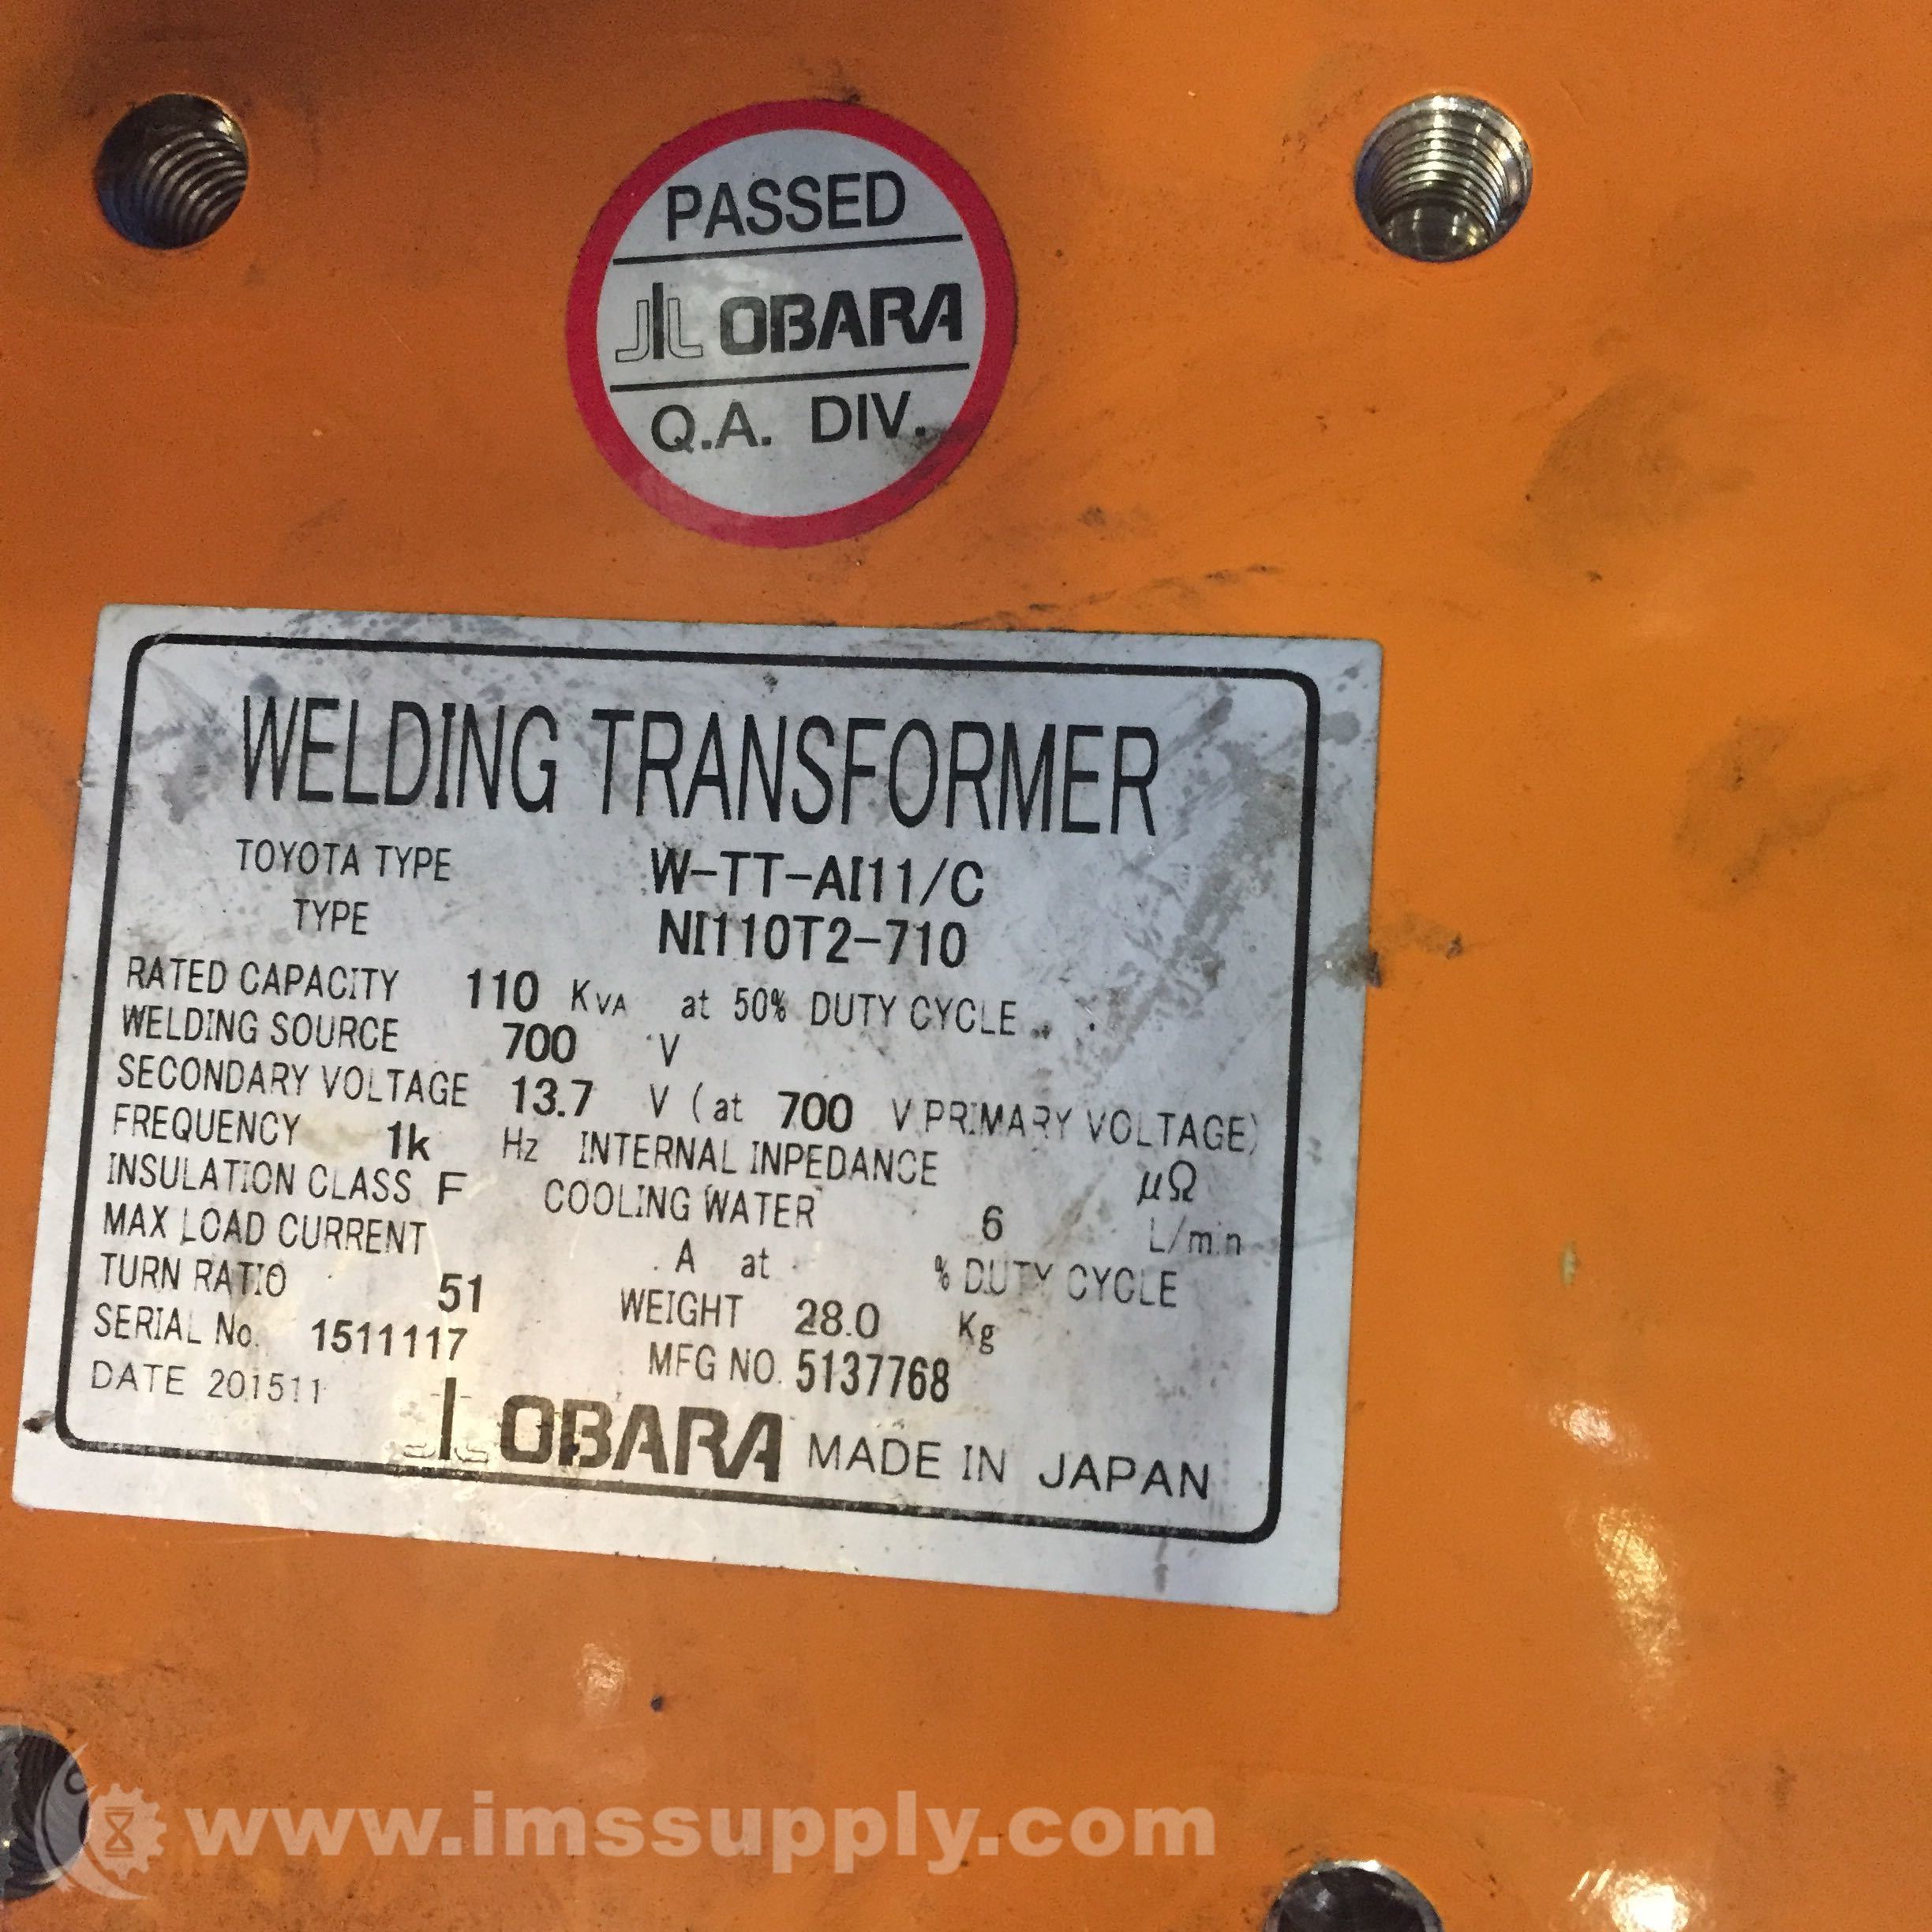 PASSED
OBARA
Q.A. DIV.
WELDING TRANSFORMER
TOYOTA TYPE W-TT-AI11/C
TYPE NI110T2-710
RATED CAPACITY 110 KVA at 50% DUTY CYCLE
WELDING SOURCE 700 V
SECONDARY VOLTAGE 13.7 V (at 700 V PRIMARY VOLTAGE)
FREQUENCY 1k Hz INTERNAL INPEDANCE μΩ
INSULATION CLASS F COOLING WATER 6 L/min
MAX LOAD CURRENT A at % DUTY CYCLE
TURN RATIO 51 WEIGHT 28.0 Kg
SERIAL No. 1511117 MFG NO. 5137768
DATE 201511
OBARA MADE IN JAPAN
www.imssupply.com